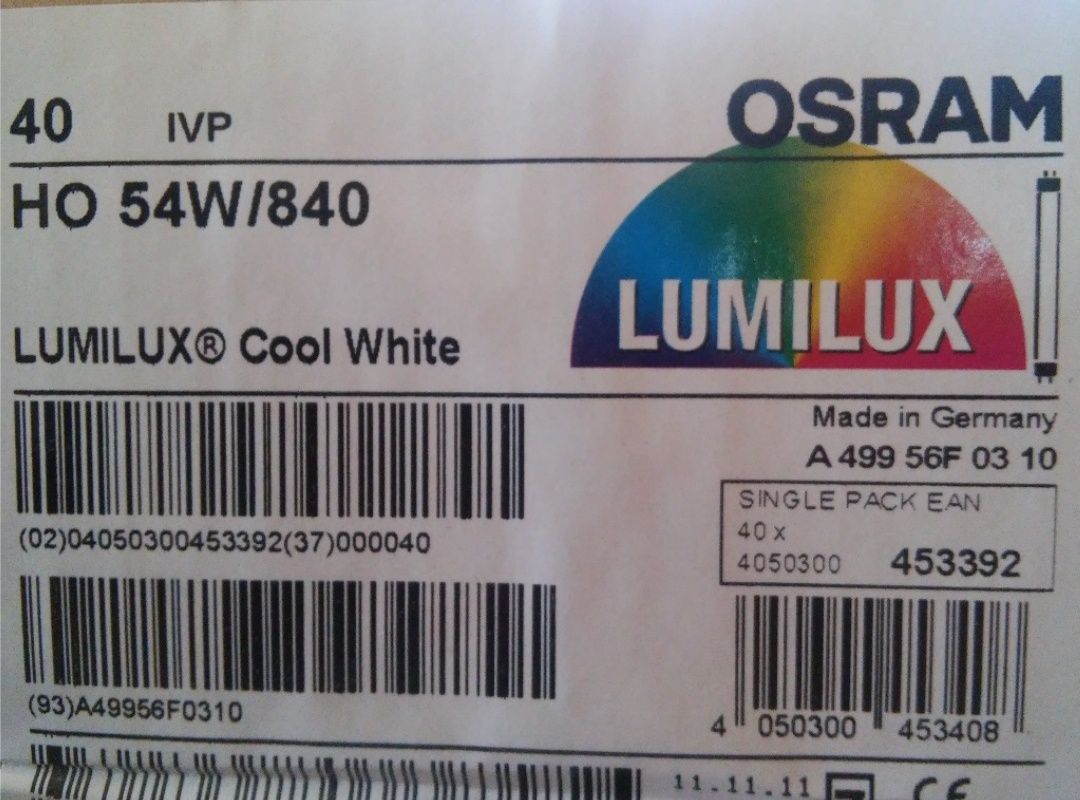 OSRAM
40 IVP
HO 54W/840
LUMILUX
LUMILUX® Cool White
Made in Germany
A 499 56F 03 10
SINGLE PACK EAN
40 x
4050300 453392
(02)04050300453392(37)000040
(93)A49956F0310
4 050300 453408
11.11.11 CE